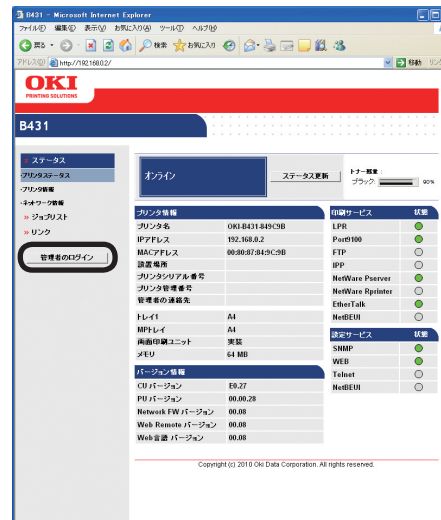 B431 - Microsoft Internet Explorer
ファイル(F) 編集(E) 表示(V) お気に入り(A) ツール(T) ヘルプ(H)
戻る 検索 お気に入り
アドレス(D) http://192.168.0.2/ 移動
OKI
PRINTING SOLUTIONS
B431
ステータス
プリンタステータス
プリンタ情報
ネットワーク情報
» ジョブリスト
» リンク
管理者のログイン
オンライン ステータス更新
トナー残量 :
ブラック: 90%
プリンタ情報
プリンタ名 OKI-B431-849C9B
IPアドレス 192.168.0.2
MACアドレス 00:80:87:84:9C:9B
設置場所
プリンタシリアル番号
プリンタ管理番号
管理者の連絡先
トレイ1 A4
MPトレイ A4
両面印刷ユニット 実装
メモリ 64 MB
バージョン情報
CU バージョン E0.27
PU バージョン 00.00.28
Network FW バージョン 00.08
Web Remote バージョン 00.08
Web言語 バージョン 00.08
印刷サービス 状態
LPR
Port9100
FTP
IPP
NetWare Pserver
NetWare Rprinter
EtherTalk
NetBEUI
設定サービス 状態
SNMP
WEB
Telnet
NetBEUI
Copyright (c) 2010 Oki Data Corporation. All rights reserved.